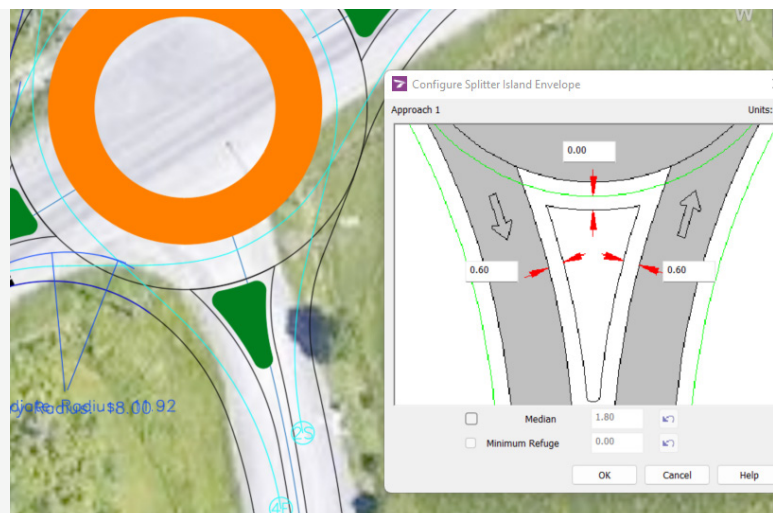 W
Configure Splitter Island Envelope
Approach 1
Units:
0.00
0.60
0.60
Median
1.80
Minimum Refuge
0.00
OK
Cancel
Help
2S